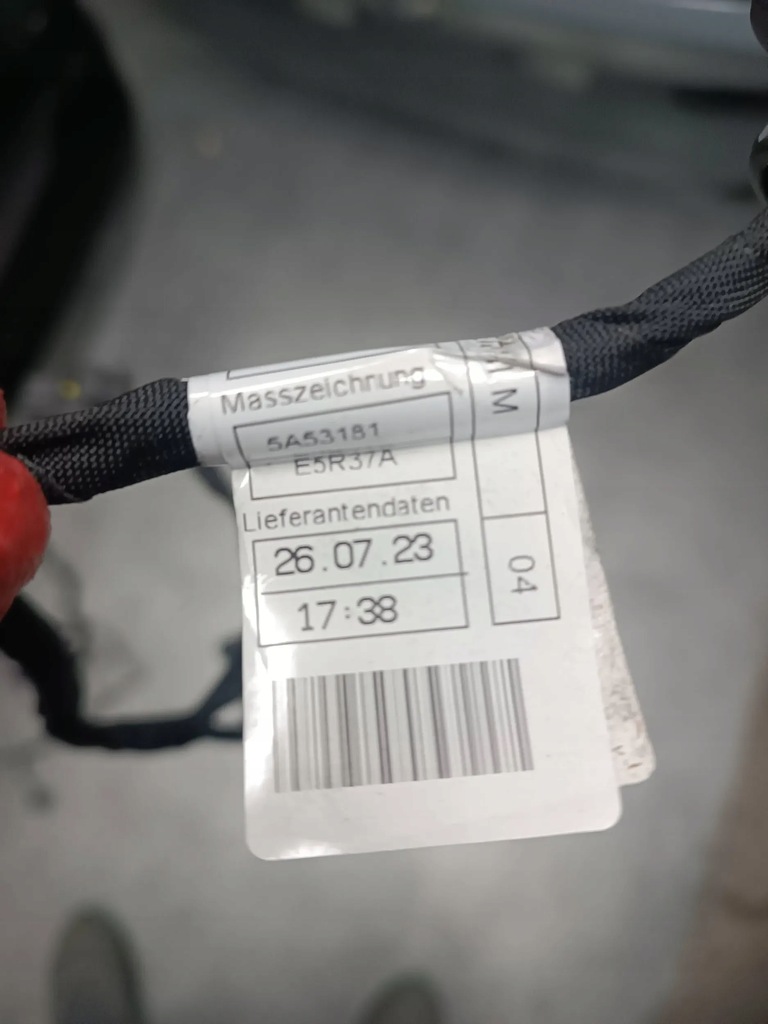 Masszeichnung
5A53181
E5R37A
Lieferantendaten
26.07.23
17:38
M
04